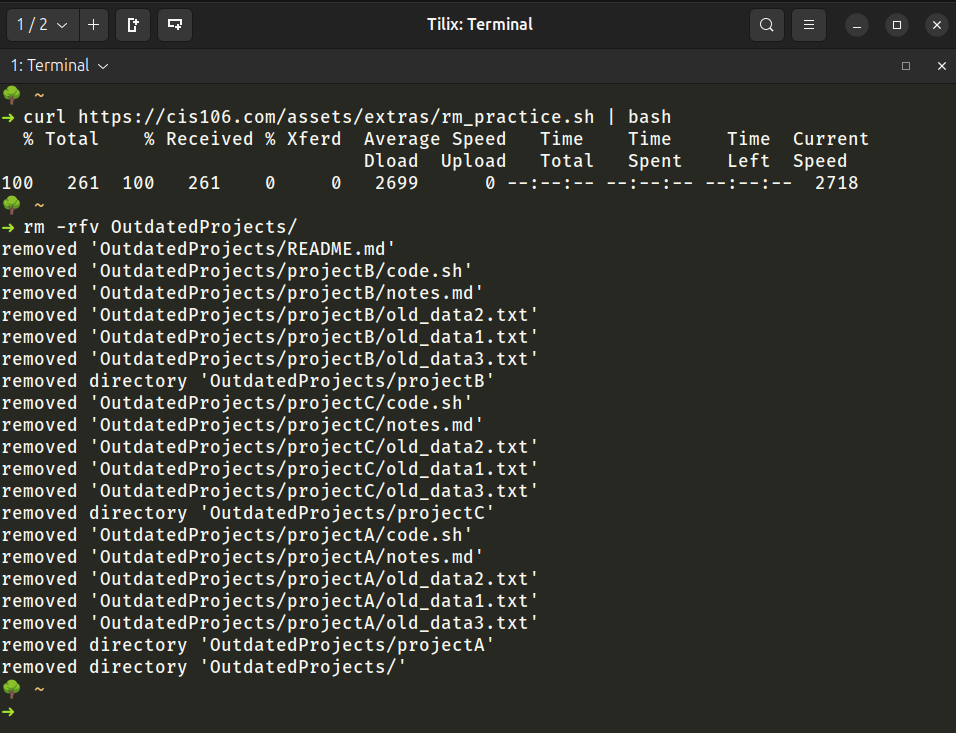 1 / 2
Tilix: Terminal
1: Terminal
~
➜ curl https://cis106.com/assets/extras/rm_practice.sh | bash
  % Total    % Received % Xferd  Average Speed   Time    Time     Time  Current
                                 Dload  Upload   Total   Spent    Left  Speed
100   261  100   261    0     0   2699      0 --:--:-- --:--:-- --:--:--  2718
~
➜ rm -rfv OutdatedProjects/
removed 'OutdatedProjects/README.md'
removed 'OutdatedProjects/projectB/code.sh'
removed 'OutdatedProjects/projectB/notes.md'
removed 'OutdatedProjects/projectB/old_data2.txt'
removed 'OutdatedProjects/projectB/old_data1.txt'
removed 'OutdatedProjects/projectB/old_data3.txt'
removed directory 'OutdatedProjects/projectB'
removed 'OutdatedProjects/projectC/code.sh'
removed 'OutdatedProjects/projectC/notes.md'
removed 'OutdatedProjects/projectC/old_data2.txt'
removed 'OutdatedProjects/projectC/old_data1.txt'
removed 'OutdatedProjects/projectC/old_data3.txt'
removed directory 'OutdatedProjects/projectC'
removed 'OutdatedProjects/projectA/code.sh'
removed 'OutdatedProjects/projectA/notes.md'
removed 'OutdatedProjects/projectA/old_data2.txt'
removed 'OutdatedProjects/projectA/old_data1.txt'
removed 'OutdatedProjects/projectA/old_data3.txt'
removed directory 'OutdatedProjects/projectA'
removed directory 'OutdatedProjects/'
~
➜